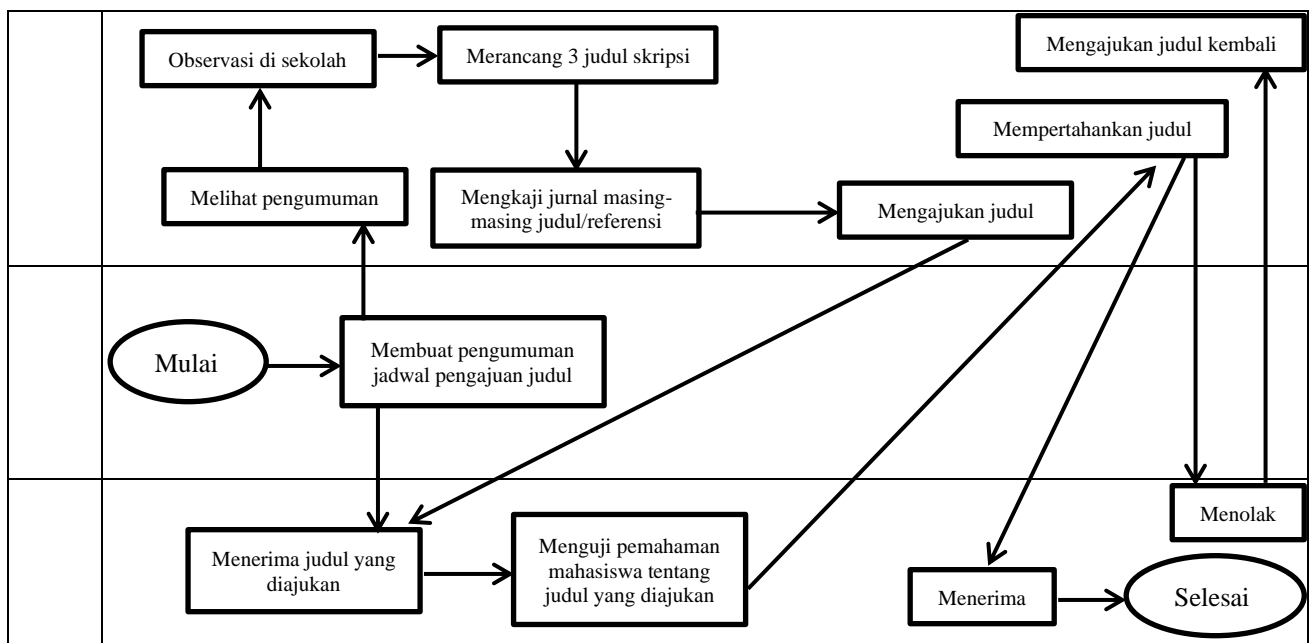 Observasi di sekolah
Merancang 3 judul skripsi
Mengajukan judul kembali
Mempertahankan judul
Melihat pengumuman
Mengkaji jurnal masing-
masing judul/referensi
Mengajukan judul
Mulai
Membuat pengumuman
jadwal pengajuan judul
Menerima judul yang
diajukan
Menguji pemahaman
mahasiswa tentang
judul yang diajukan
Menolak
Menerima
Selesai